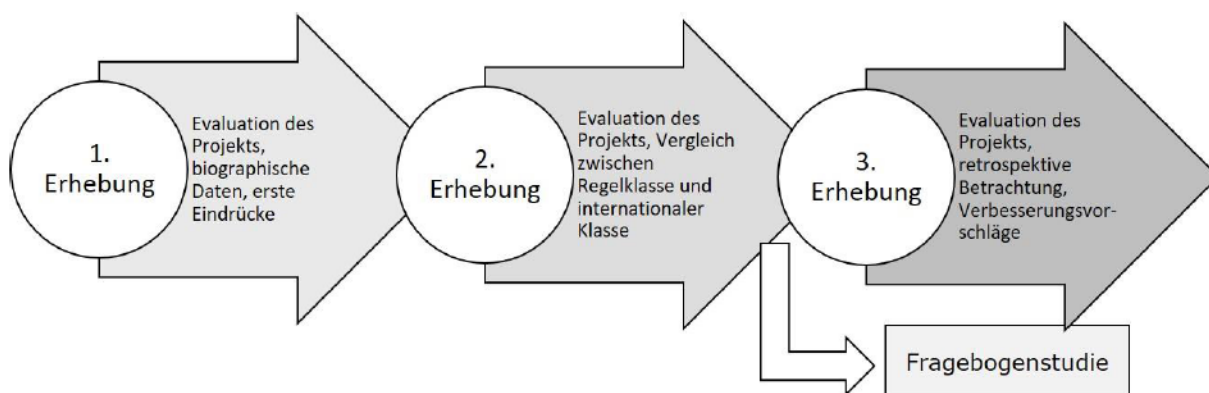 1.
Erhebung
Evaluation des
Projekts,
biographische
Daten, erste
Eindrücke
2.
Erhebung
Evaluation des
Projekts, Vergleich
zwischen
Regelklasse und
internationaler
Klasse
3.
Erhebung
Evaluation des
Projekts,
retrospektive
Betrachtung,
Verbesserungsvor-
schläge
Fragebogenstudie